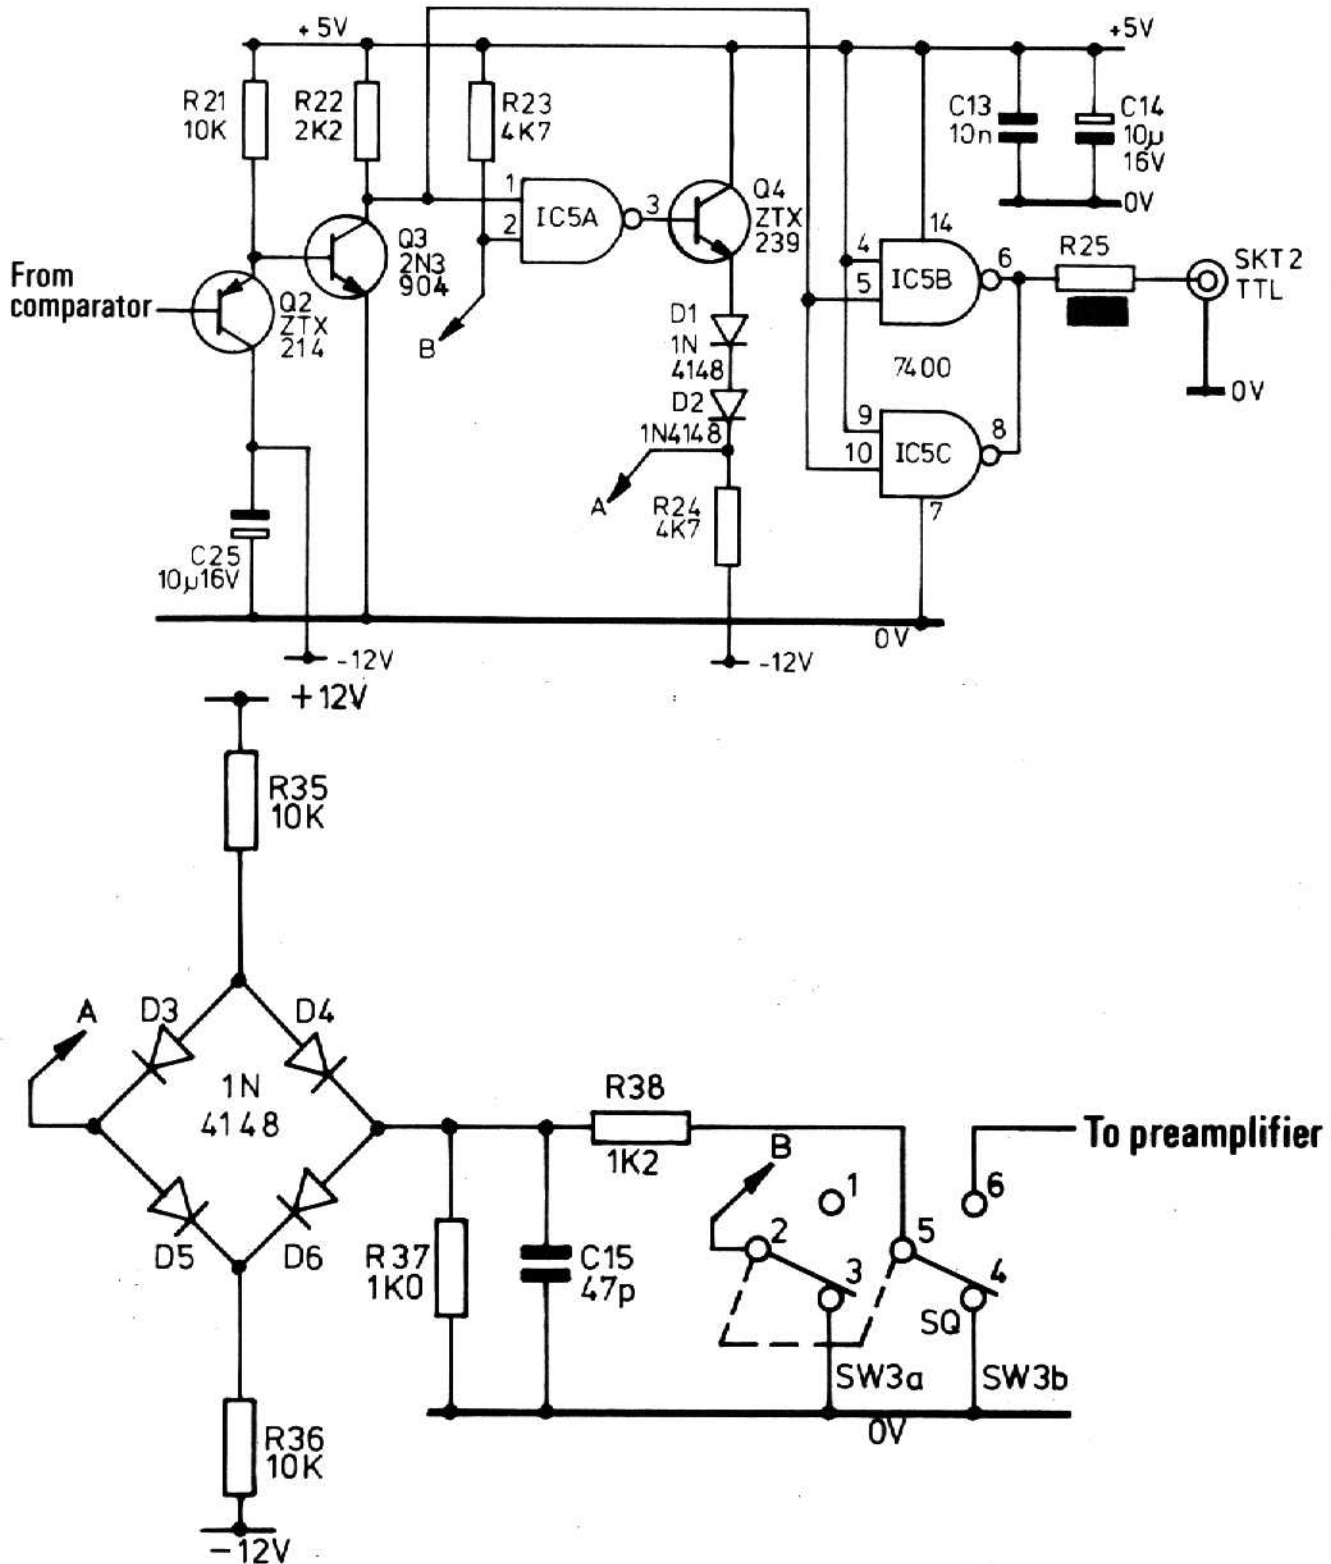 +5V
+5V
R21
10K
R22
2K2
R23
4K7
C13
10n
C14
10µ
16V
0V
1
2
IC5A
3
Q4
ZTX
239
14
4
5
IC5B
6
R25
SKT2
TTL
0V
Q3
2N3
904
From
comparator
Q2
ZTX
214
B
D1
1N
4148
D2
1N4148
7400
9
10
IC5C
8
7
A
R24
4K7
C25
10µ16V
0V
-12V
-12V
+12V
R35
10K
A
D3
D4
1N
4148
D5
D6
R38
1K2
To preamplifier
B
1
6
2
5
3
4
R37
1K0
C15
47p
SQ
SW3a
SW3b
0V
R36
10K
-12V